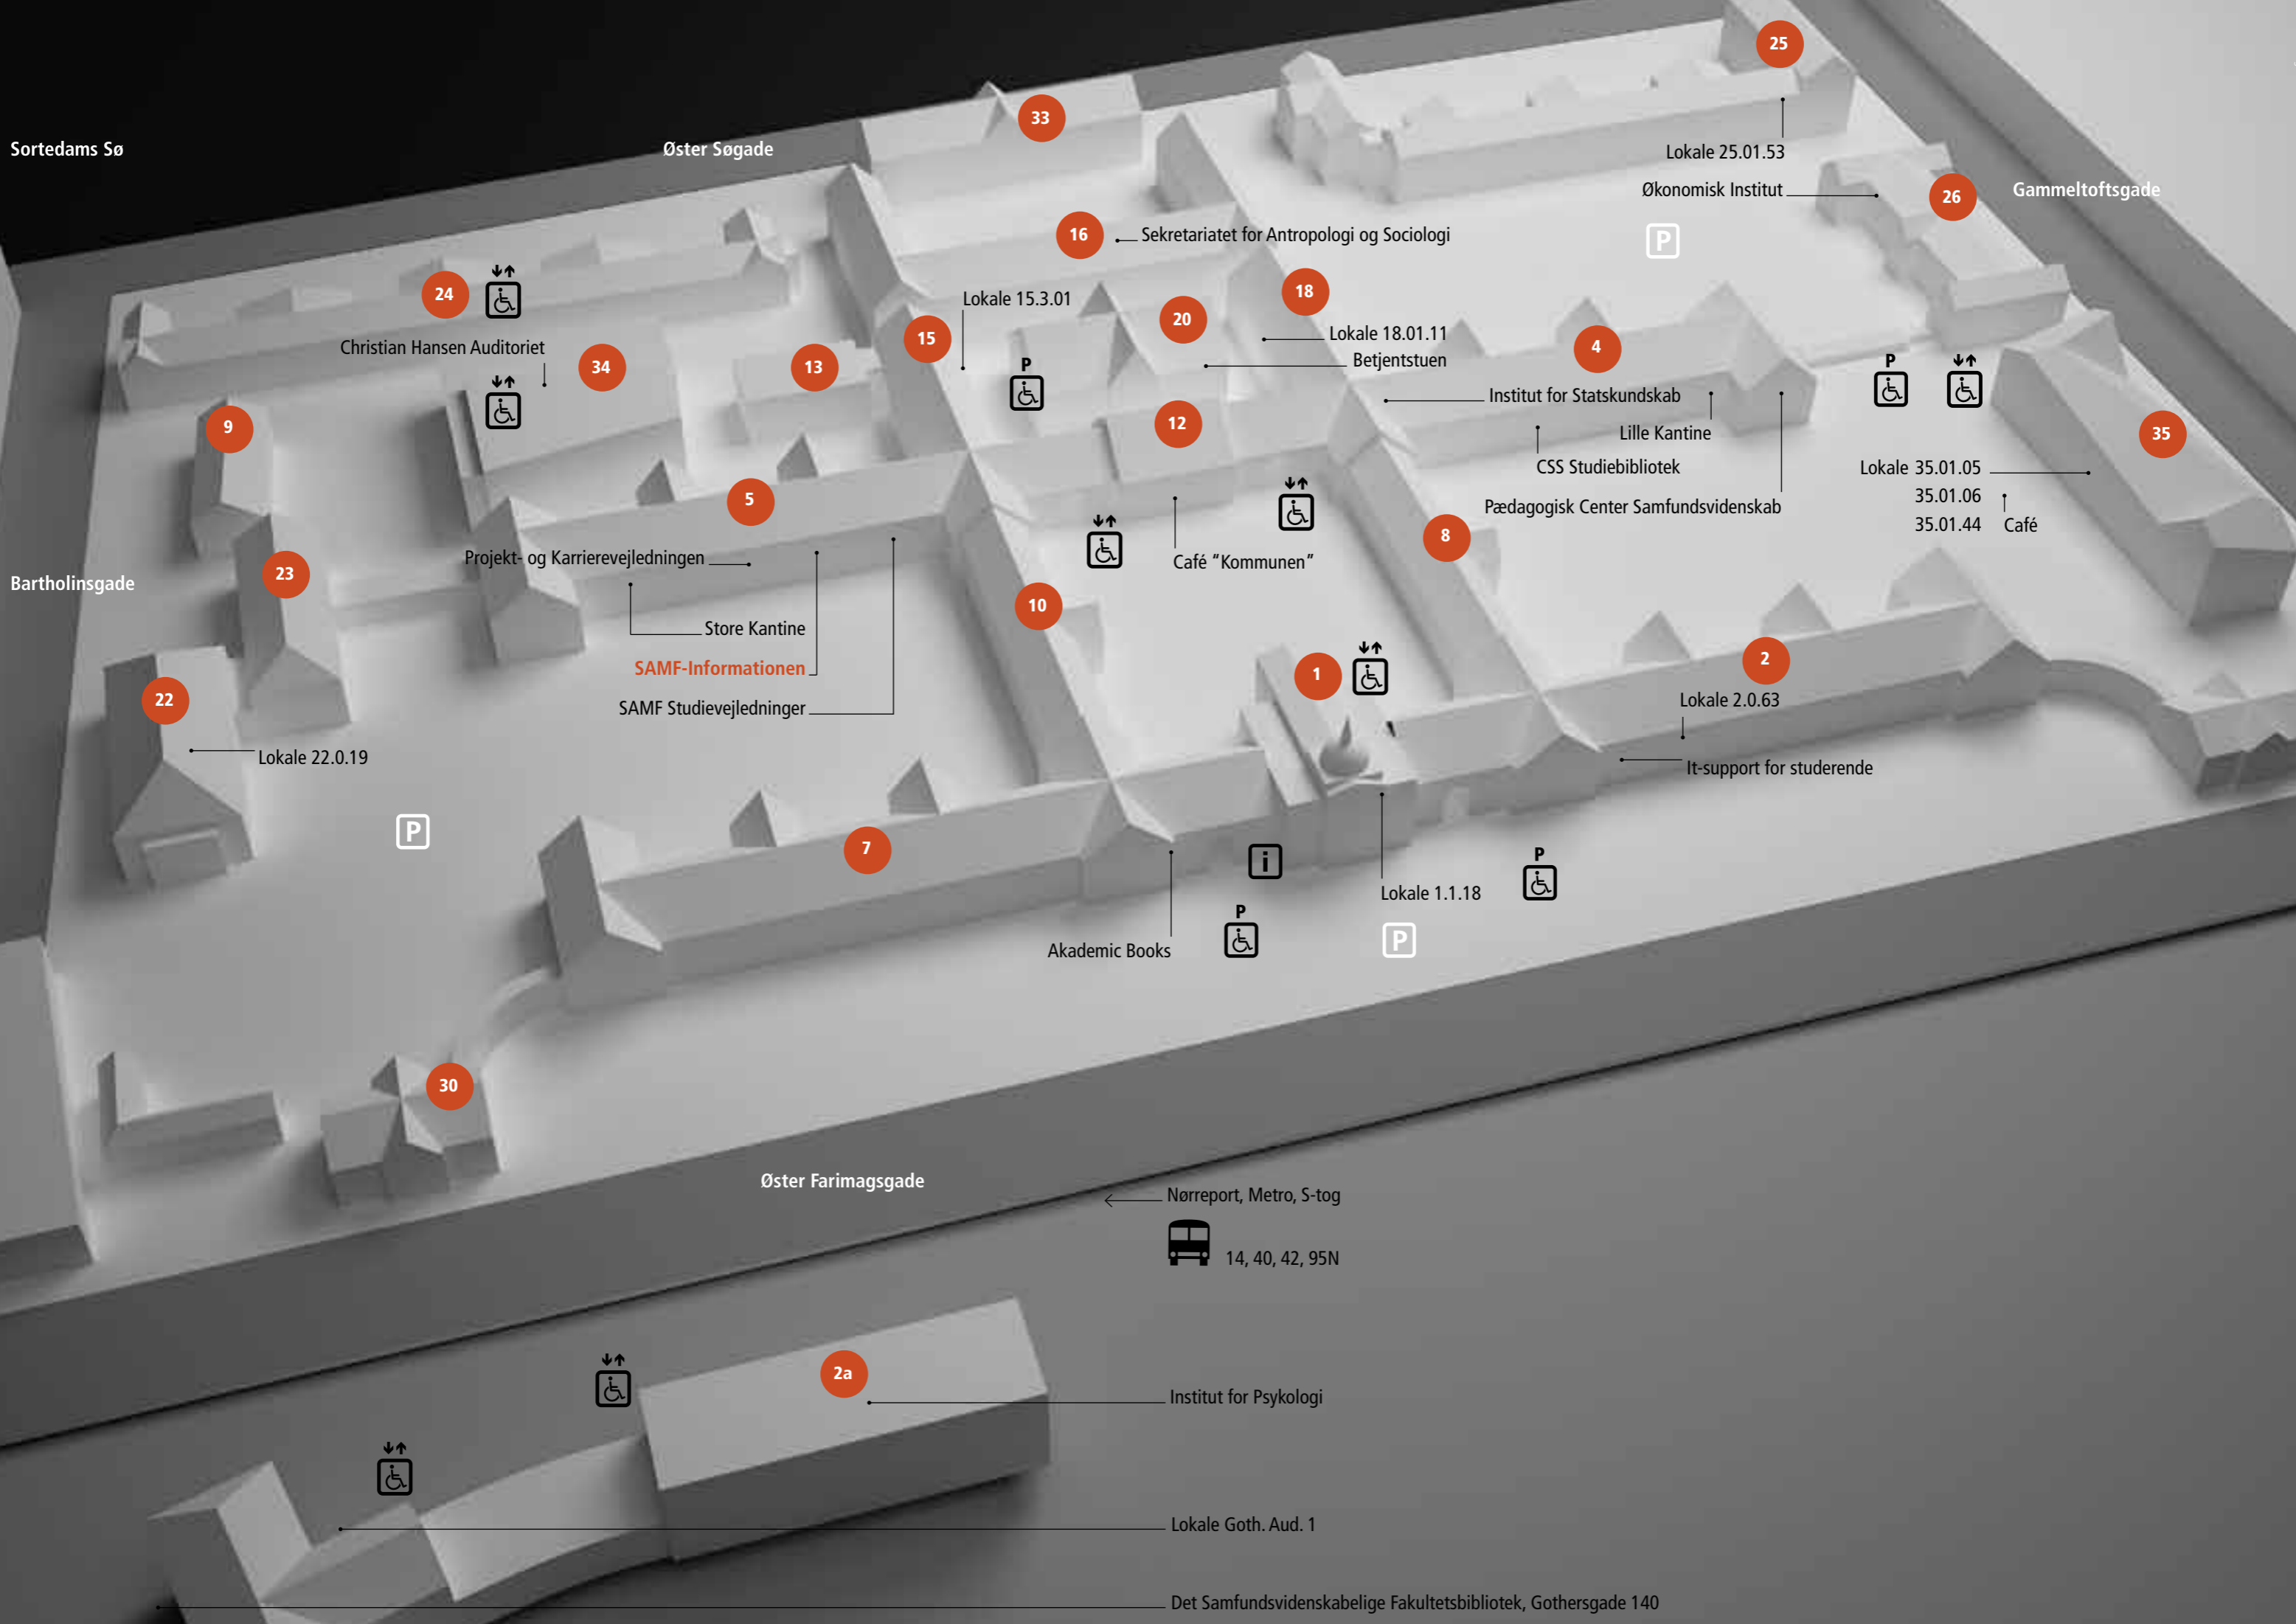 25
33
Sortedams Sø
Øster Søgade
Lokale 25.01.53
Økonomisk Institut
26
Gammeltoftsgade
16
Sekretariatet for Antropologi og Sociologi
P
24
18
Lokale 15.3.01
20
15
Lokale 18.01.11
Christian Hansen Auditoriet
4
Betjentstuen
34
13
P
P
Institut for Statskundskab
9
12
Lille Kantine
35
CSS Studiebibliotek
Lokale 35.01.05
35.01.06
35.01.44
Café
5
Pædagogisk Center Samfundsvidenskab
8
Projekt- og Karrierevejledningen
Café “Kommunen”
23
Bartholinsgade
10
Store Kantine
SAMF-Informationen
1
2
22
Lokale 2.0.63
SAMF Studievejledninger
Lokale 22.0.19
It-support for studerende
P
7
i
P
Lokale 1.1.18
P
P
Akademic Books
30
Øster Farimagsgade
Nørreport, Metro, S-tog
14, 40, 42, 95N
2a
Institut for Psykologi
Lokale Goth. Aud. 1
Det Samfundsvidenskabelige Fakultetsbibliotek, Gothersgade 140